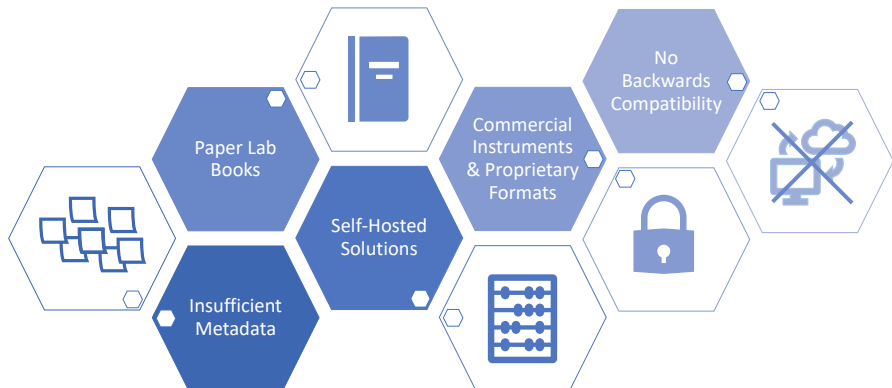 No
Backwards
Compatibility
Paper Lab
Books
Commercial
Instruments
& Proprietary
Formats
Self-Hosted
Solutions
Insufficient
Metadata